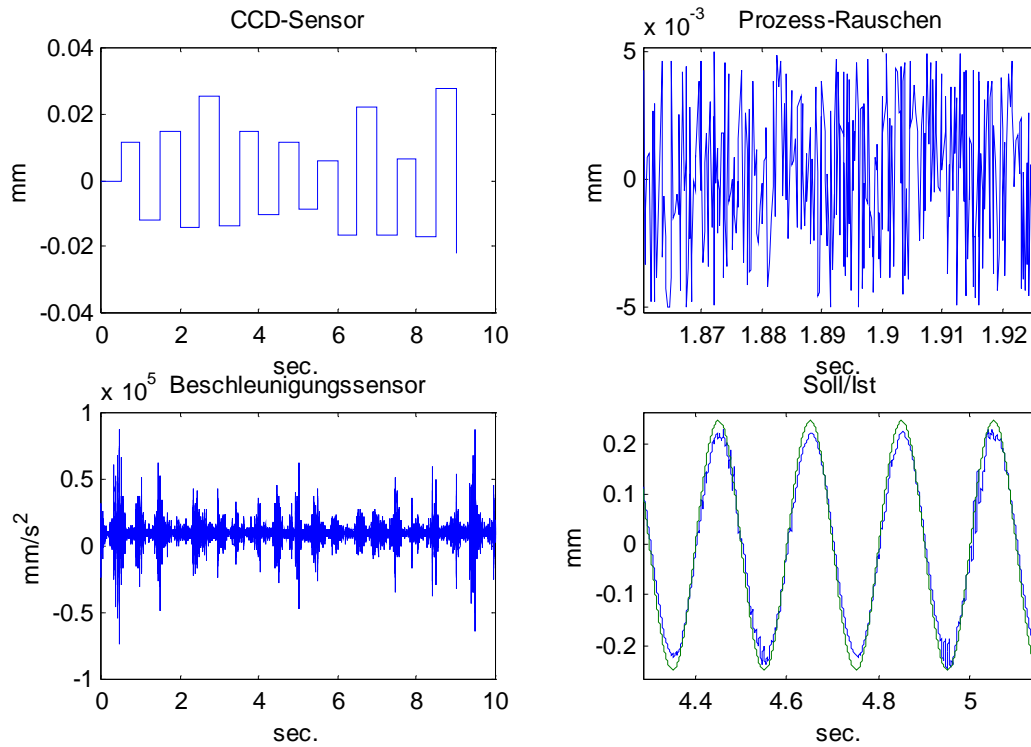 CCD-Sensor
0.04
0.02
0
-0.02
-0.04
mm
0 2 4 6 8 10
sec.
Prozess-Rauschen
x 10^-3
5
0
-5
mm
1.87 1.88 1.89 1.9 1.91 1.92
sec.
Beschleunigungssensor
x 10^5
1
0.5
0
-0.5
-1
mm/s^2
0 2 4 6 8 10
sec.
Soll/Ist
0.2
0.1
0
-0.1
-0.2
mm
4.4 4.6 4.8 5
sec.